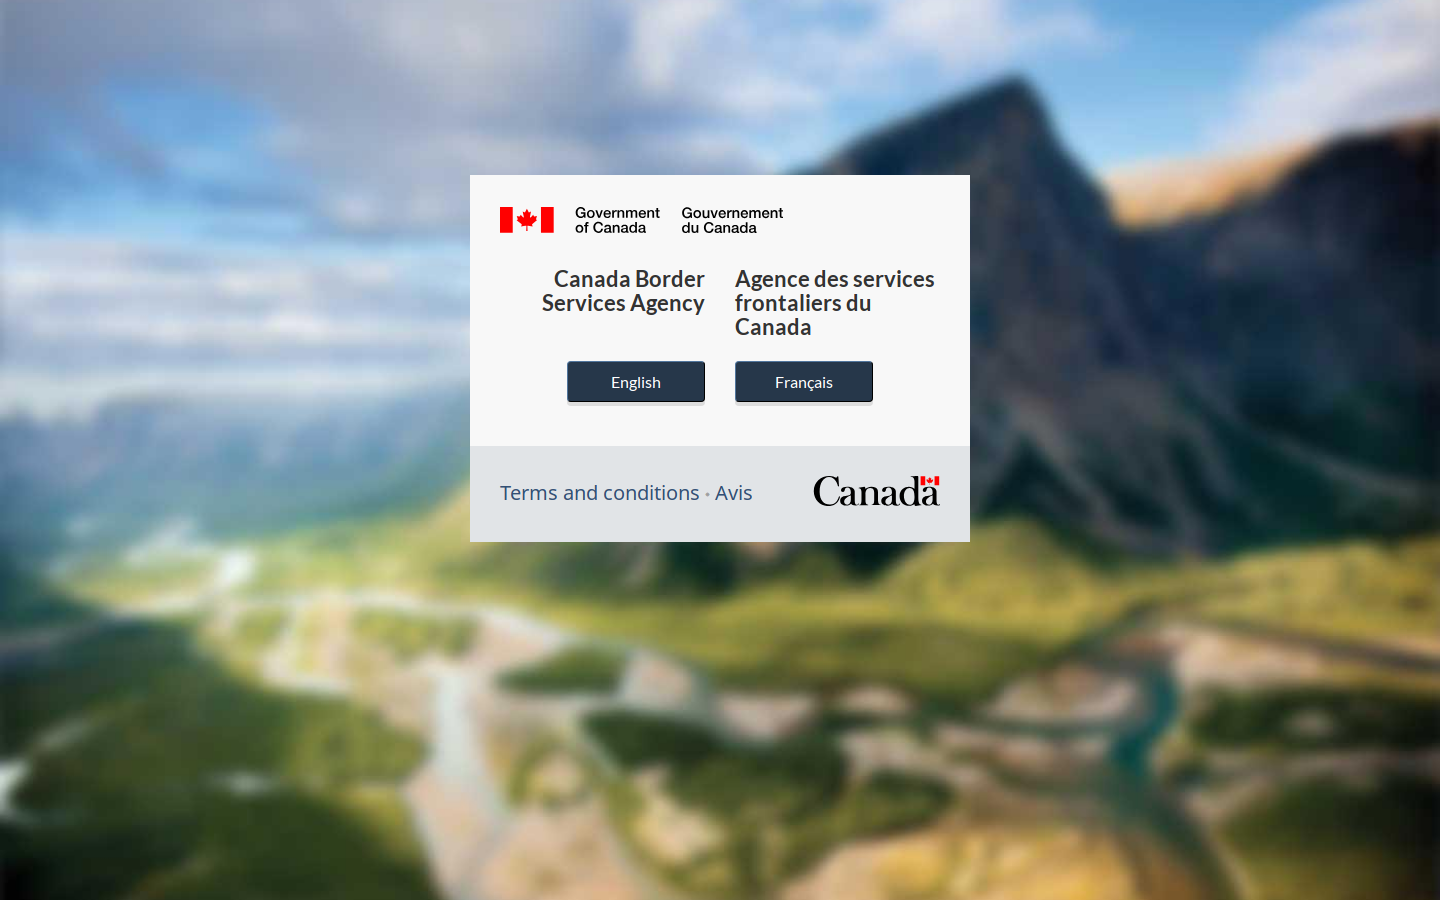 Government
of Canada
Gouvernement
du Canada
Canada Border
Services Agency
Agence des services
frontaliers du
Canada
English
Français
Terms and conditions • Avis
Canada